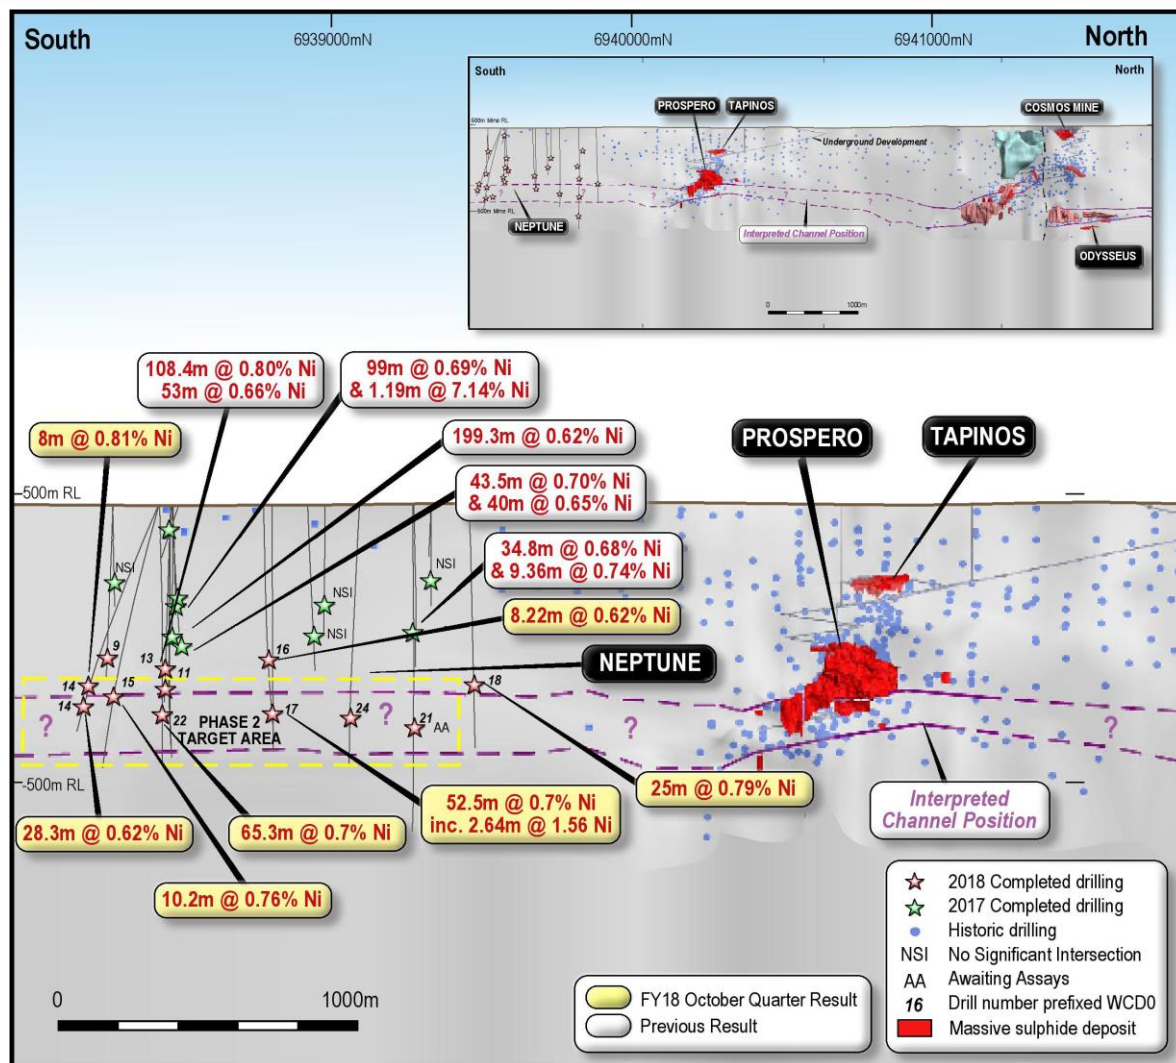 South
6939000mN
6940000mN
6941000mN
North
South
North
500m Mine RL
PROSPERO
TAPINOS
COSMOS MINE
Underground Development
?
?
?
-500m Mine RL
NEPTUNE
Interpreted Channel Position
ODYSSEUS
0
1000m
108.4m @ 0.80% Ni
53m @ 0.66% Ni
99m @ 0.69% Ni
& 1.19m @ 7.14% Ni
8m @ 0.81% Ni
199.3m @ 0.62% Ni
PROSPERO
TAPINOS
43.5m @ 0.70% Ni
& 40m @ 0.65% Ni
500m RL
34.8m @ 0.68% Ni
& 9.36m @ 0.74% Ni
NSI
NSI
NSI
NSI
8.22m @ 0.62% Ni
9
13
16
NEPTUNE
14
11
15
18
14
22
PHASE 2
TARGET AREA
17
24
21
AA
?
?
?
?
-500m RL
28.3m @ 0.62% Ni
65.3m @ 0.7% Ni
52.5m @ 0.7% Ni
inc. 2.64m @ 1.56 Ni
25m @ 0.79% Ni
Interpreted
Channel Position
10.2m @ 0.76% Ni
0
1000m
FY18 October Quarter Result
Previous Result
2018 Completed drilling
2017 Completed drilling
Historic drilling
NSI No Significant Intersection
AA Awaiting Assays
16 Drill number prefixed WCD0
Massive sulphide deposit